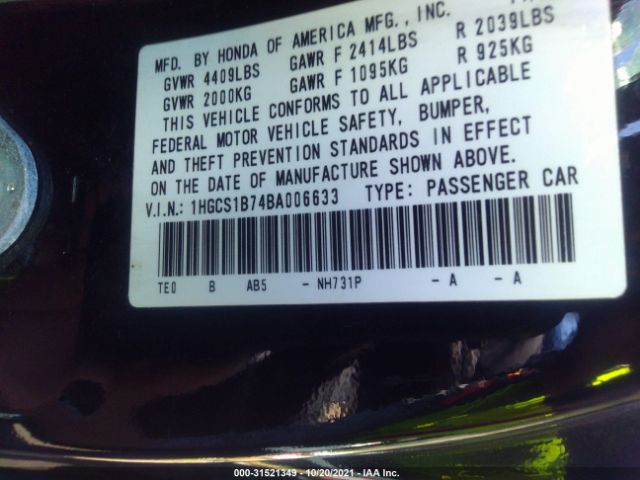 MFD. BY HONDA OF AMERICA MFG., INC.
GVWR 4409LBS GAWR F 2414LBS R 2039LBS
GVWR 2000KG GAWR F 1095KG R 925KG
THIS VEHICLE CONFORMS TO ALL APPLICABLE
FEDERAL MOTOR VEHICLE SAFETY, BUMPER,
AND THEFT PREVENTION STANDARDS IN EFFECT
ON THE DATE OF MANUFACTURE SHOWN ABOVE.
V.I.N.: 1HGCS1B74BA006633 TYPE: PASSENGER CAR
TE0 B AB5 - NH731P - A - A
000-31521349 - 10/20/2021 - IAA Inc.